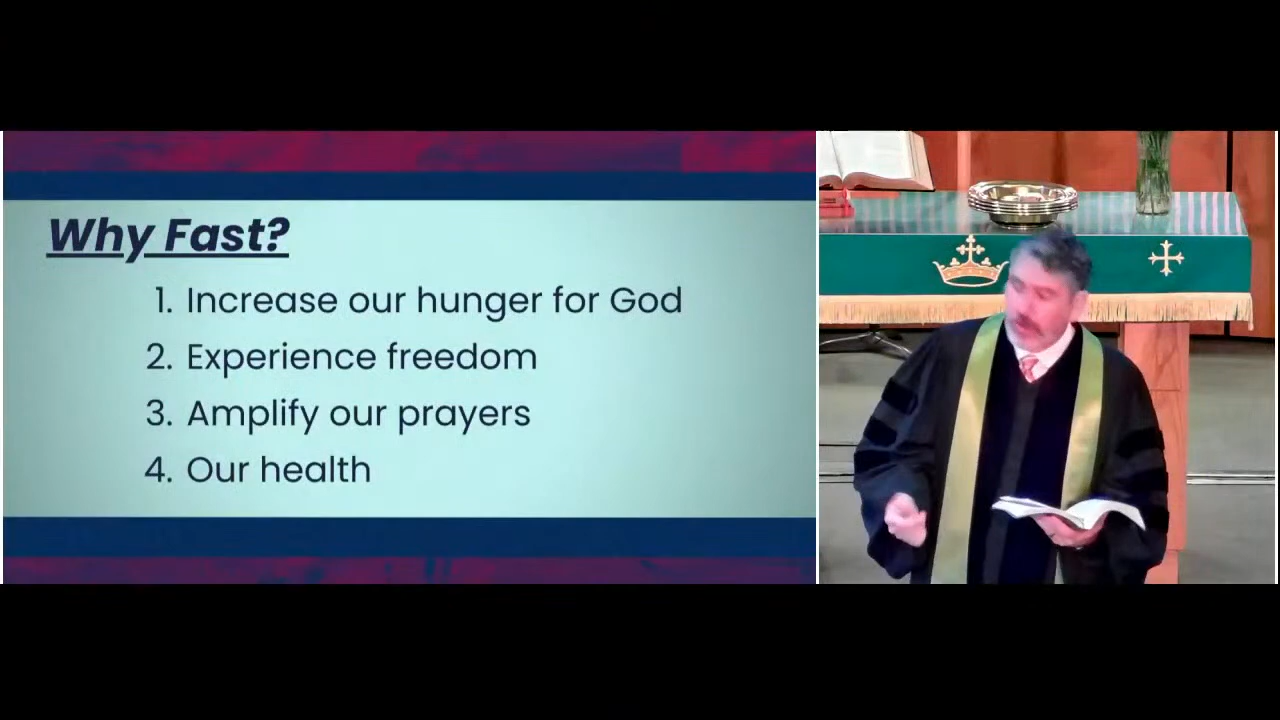 Why Fast?
1. Increase our hunger for God
2. Experience freedom
3. Amplify our prayers
4. Our health